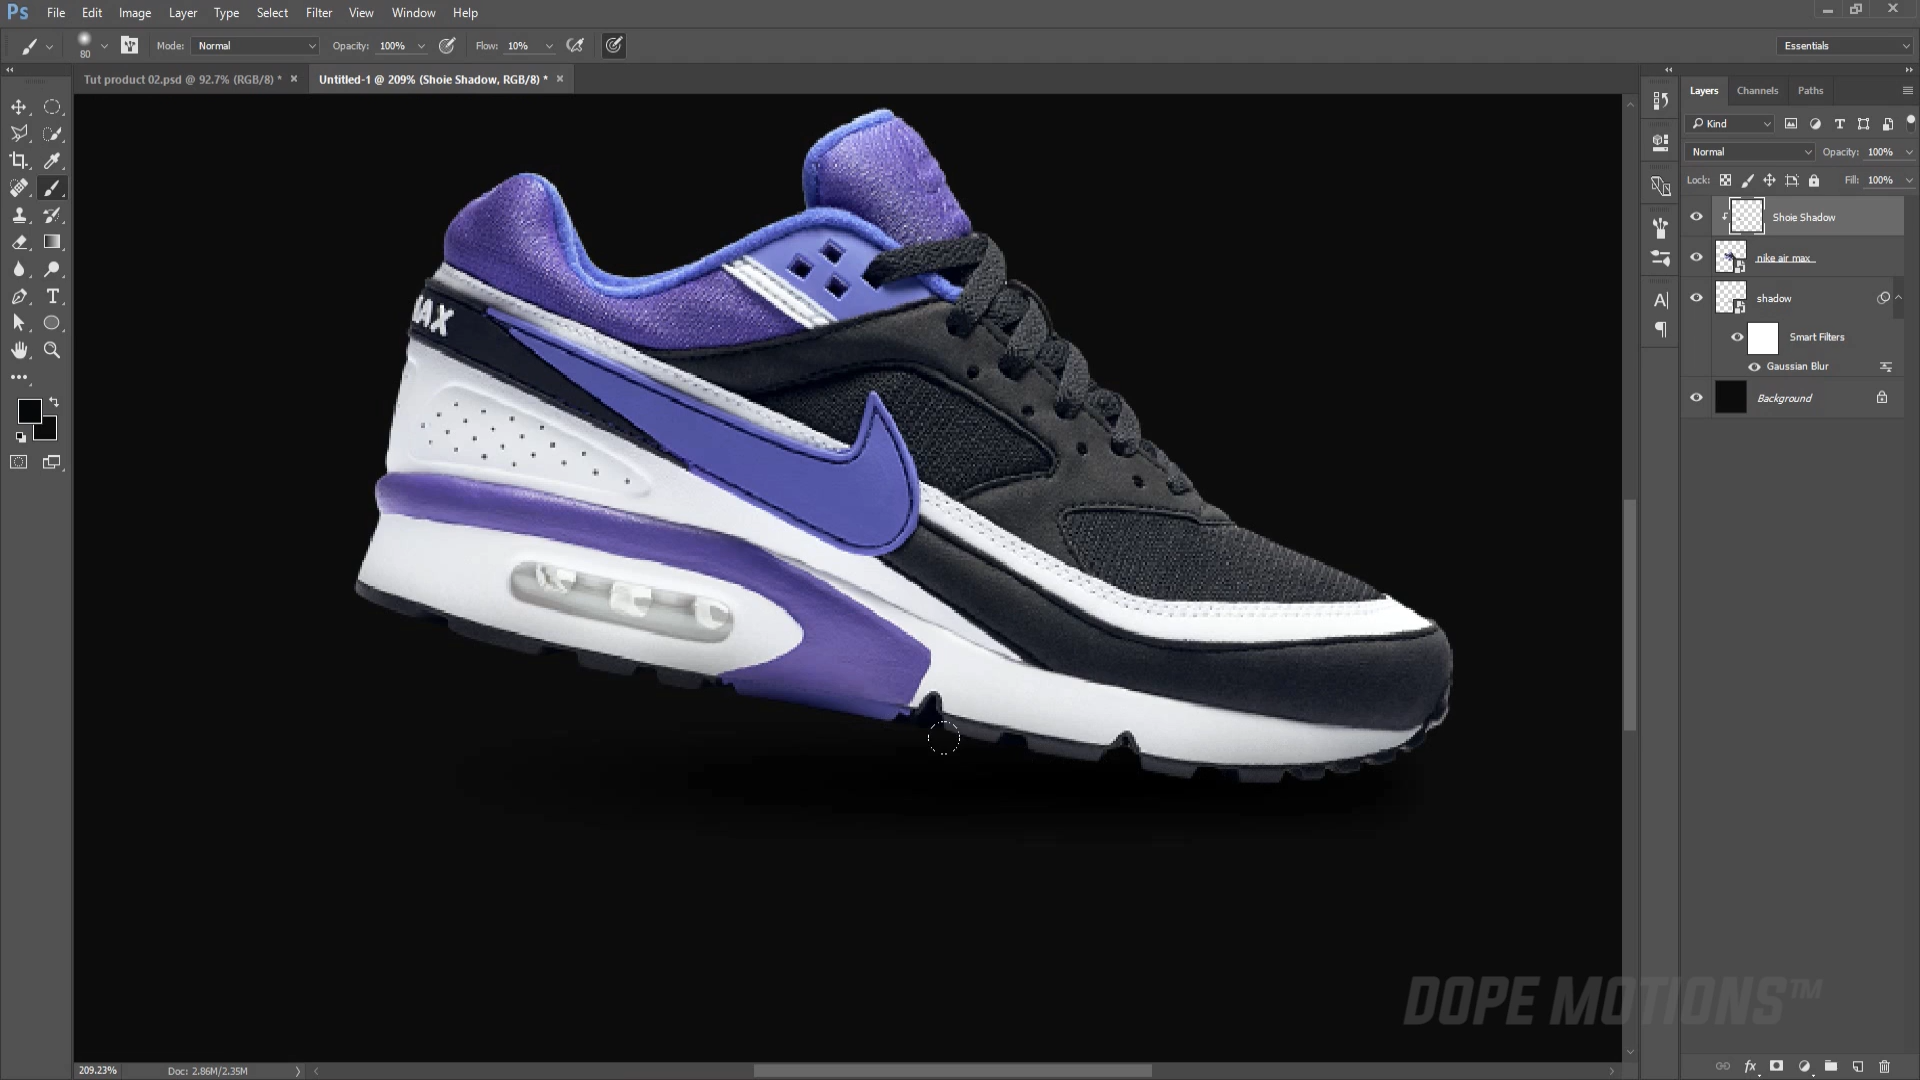 Ps File Edit Image Layer Type Select Filter View Window Help
80 Mode: Normal Opacity: 100% Flow: 10% Essentials
Tut product 02.psd @ 92.7% (RGB/8) * × Untitled-1 @ 209% (Shoie Shadow, RGB/8) * ×
Layers Channels Paths
Kind
Normal Opacity: 100%
Lock: Fill: 100%
Shoie Shadow
nike air max
shadow
Smart Filters
Gaussian Blur
Background
MAX
DOPE MOTIONS™
209.23% Doc: 2.86M/2.35M